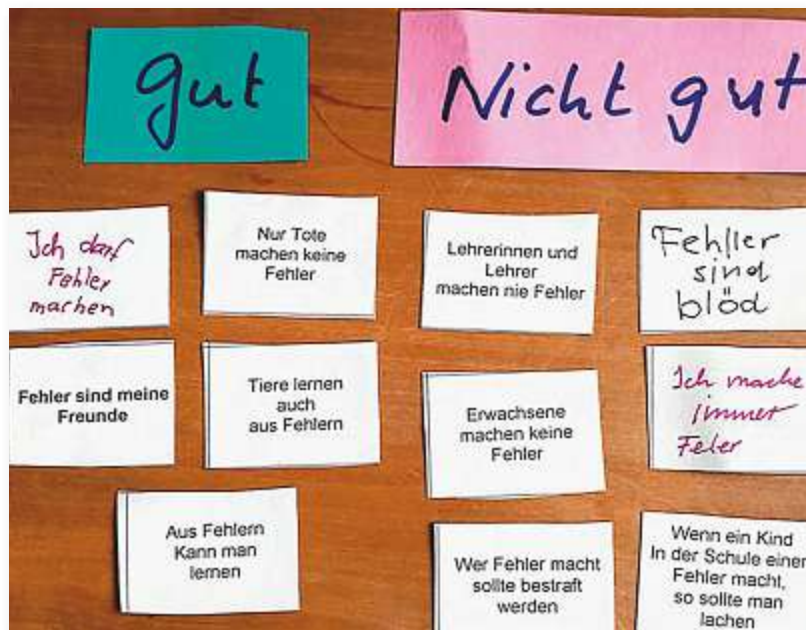 gut
Nicht gut
Ich darf
Fehler
machen
Nur Tote
machen keine
Fehler
Lehrerinnen und
Lehrer
machen nie Fehler
Fehller
sind
blöd
Fehler sind meine
Freunde
Tiere lernen
auch
aus Fehlern
Erwachsene
machen keine
Fehler
Ich mache
immer
Feler
Aus Fehlern
Kann man
lernen
Wer Fehler macht
sollte bestraft
werden
Wenn ein Kind
In der Schule einen
Fehler macht,
so sollte man
lachen